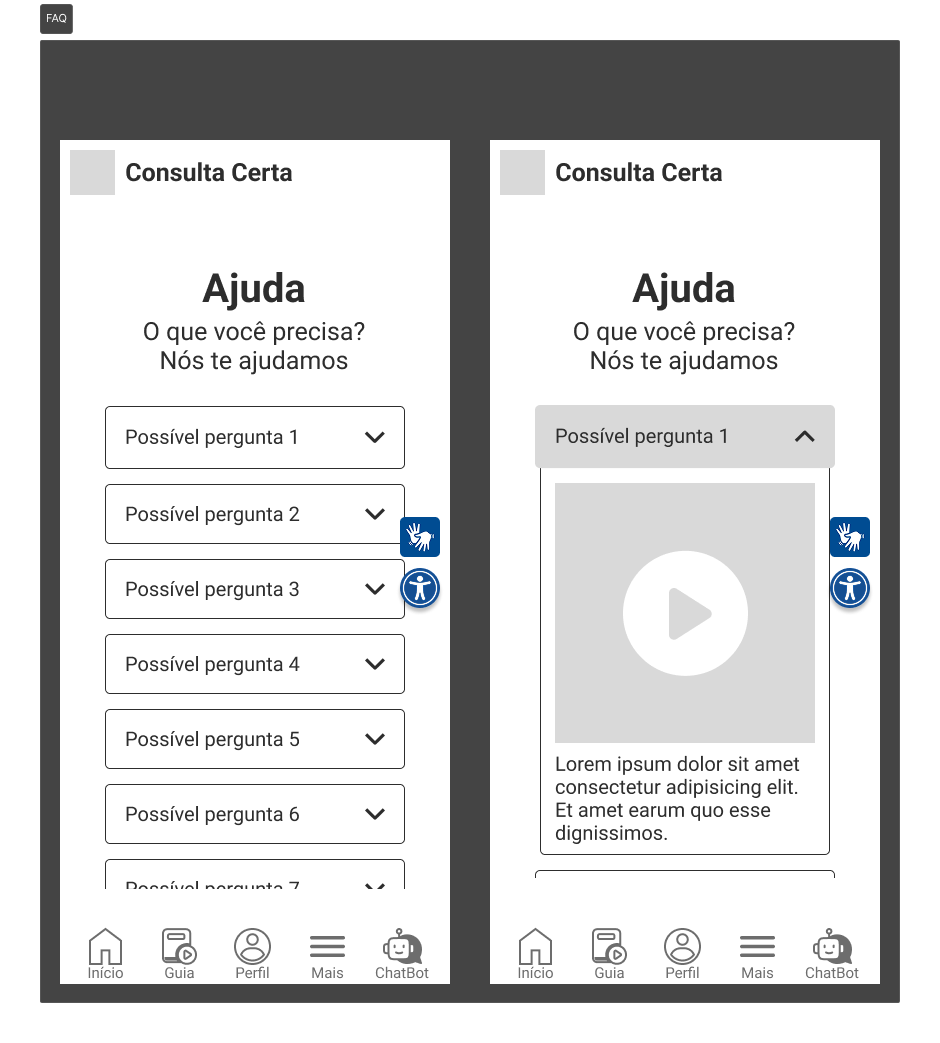 FAQ
Consulta Certa
Ajuda
O que você precisa?
Nós te ajudamos
Possível pergunta 1
Possível pergunta 2
Possível pergunta 3
Possível pergunta 4
Possível pergunta 5
Possível pergunta 6
Possível pergunta 7
Início
Guia
Perfil
Mais
ChatBot
Consulta Certa
Ajuda
O que você precisa?
Nós te ajudamos
Possível pergunta 1
Lorem ipsum dolor sit amet
consectetur adipisicing elit.
Et amet earum quo esse
dignissimos.
Início
Guia
Perfil
Mais
ChatBot